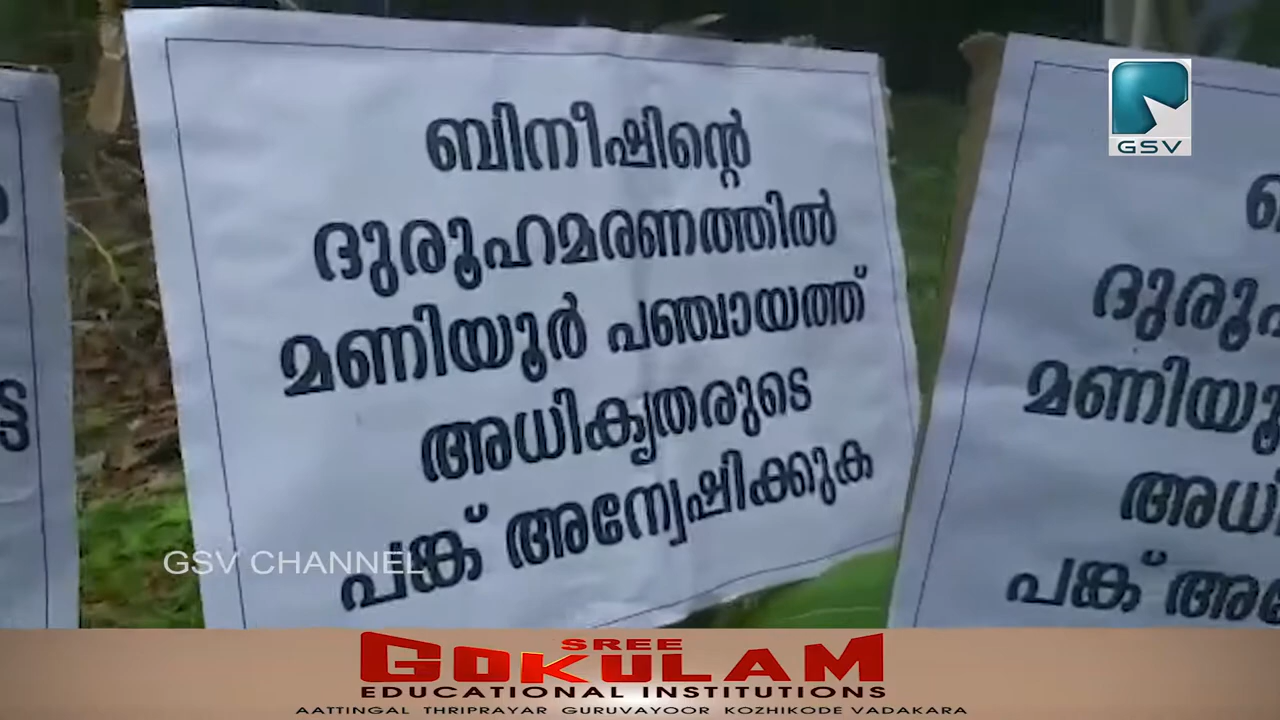 ബിനീഷിന്റെ
ദുരൂഹമരണത്തിൽ
മണിയൂർ പഞ്ചായത്ത്
അധികൃതരുടെ
പങ്ക് അന്വേഷിക്കുക
ദുരൂഹ
മണിയൂ
അധി
പങ്ക് അ
GSV
GSV CHANNEL
SREE
GOKULAM
EDUCATIONAL INSTITUTIONS
AATTINGAL THRIPRAYAR GURUVAYOOR KOZHIKODE VADAKARA